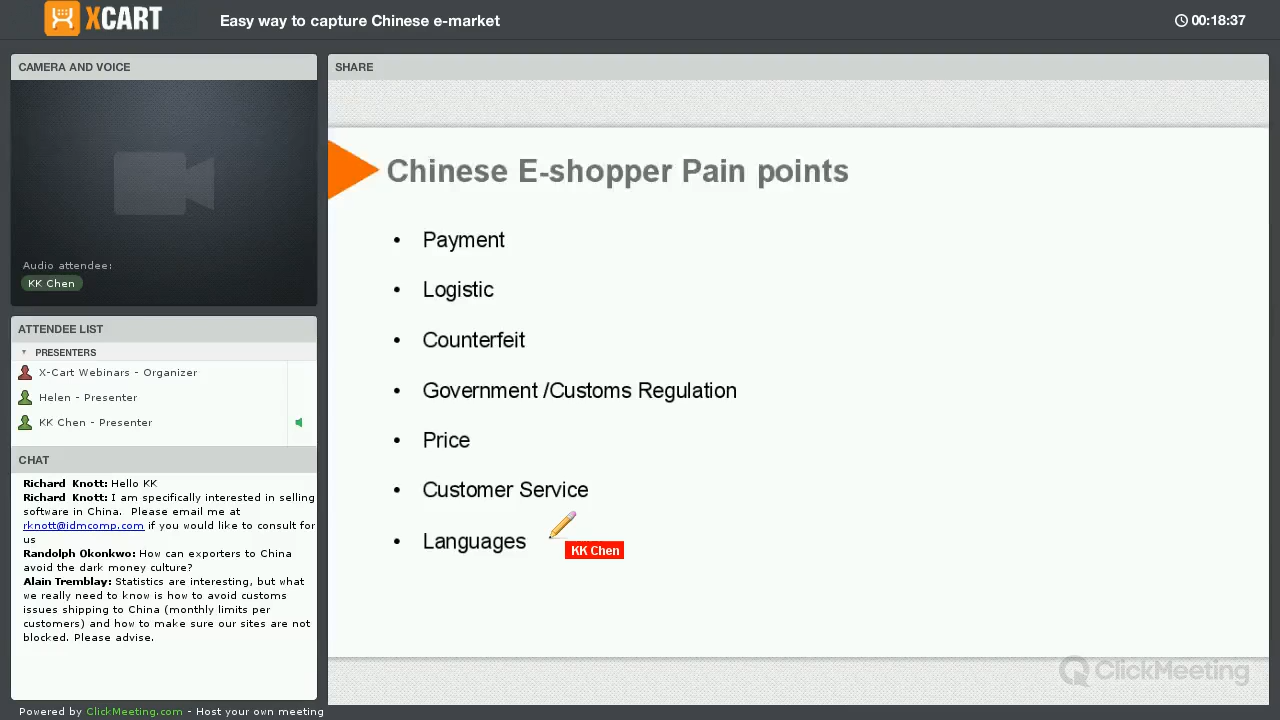 XCART
Easy way to capture Chinese e-market
00:18:37
CAMERA AND VOICE
Audio attendee:
KK Chen
ATTENDEE LIST
PRESENTERS
X-Cart Webinars - Organizer
Helen - Presenter
KK Chen - Presenter
CHAT
Richard Knott: Hello KK
Richard Knott: I am specifically interested in selling
software in China. Please email me at
rknott@idmcomp.com if you would like to consult for
us
Randolph Okonkwo: How can exporters to China
avoid the dark money culture?
Alain Tremblay: Statistics are interesting, but what
we really need to know is how to avoid customs
issues shipping to China (monthly limits per
customers) and how to make sure our sites are not
blocked. Please advise.
Powered by ClickMeeting.com - Host your own meeting
SHARE
Chinese E-shopper Pain points
• Payment
• Logistic
• Counterfeit
• Government /Customs Regulation
• Price
• Customer Service
• Languages
KK Chen
ClickMeeting